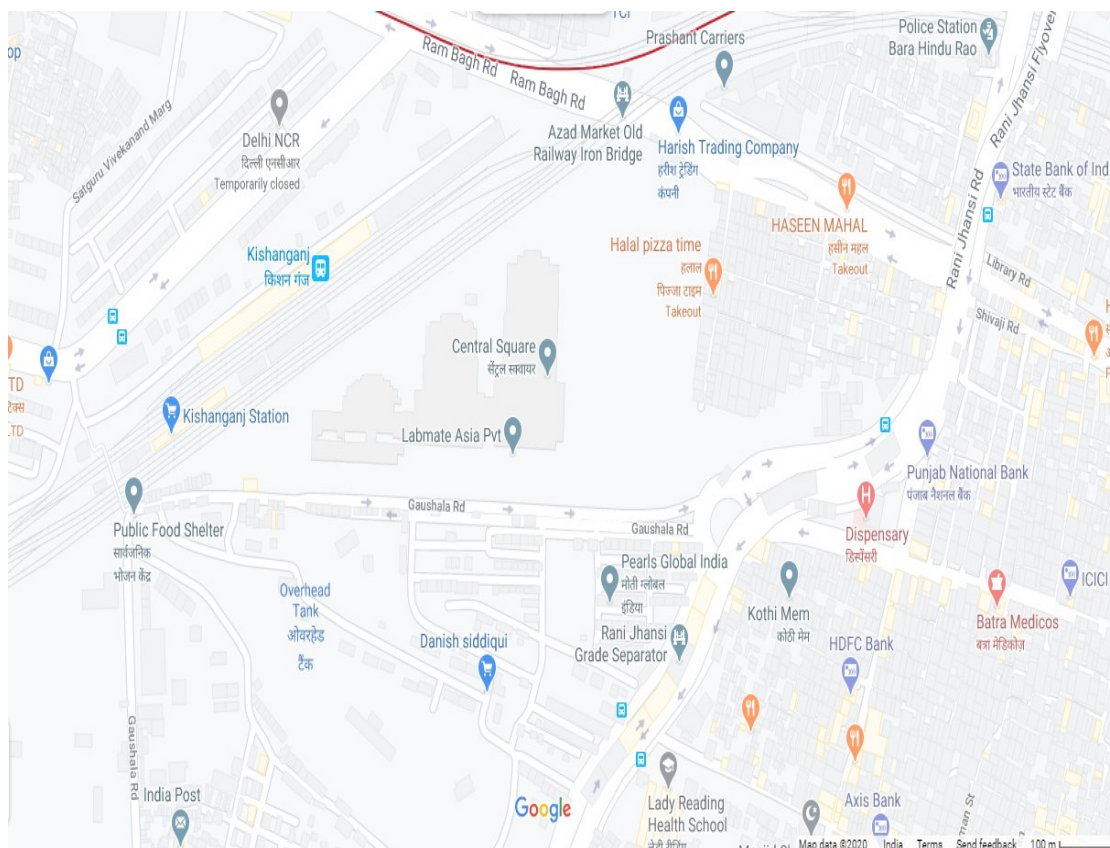 TCI
Prashant Carriers
Police Station
Bara Hindu Rao
Ram Bagh Rd
Ram Bagh Rd
Rani Jhansi Flyover
op
Satguru Vivekanand Marg
Delhi NCR
दिल्ली एनसीआर
Temporarily closed
Azad Market Old
Railway Iron Bridge
Harish Trading Company
हरीश ट्रेडिंग
कंपनी
State Bank of Ind
भारतीय स्टेट बैंक
Rani Jhansi Rd
HASEEN MAHAL
हसीन महल
Takeout
Kishanganj
किशन गंज
Halal pizza time
हलाल
पिज्जा टाइम
Takeout
Library Rd
Shivaji Rd
H
Central Square
सेंट्रल स्क्वायर
TD
टेक्स
LTD
Kishanganj Station
Labmate Asia Pvt
Punjab National Bank
पंजाब नैशनल बैंक
Gaushala Rd
Gaushala Rd
Public Food Shelter
सार्वजनिक
भोजन केंद्र
Dispensary
डिस्पेंसरी
Pearls Global India
मोती ग्लोबल
इंडिया
Overhead
Tank
ओवरहेड
टैंक
Kothi Mem
कोठी मेम
ICICI
Batra Medicos
बत्रा मेडिकोज़
Rani Jhansi
Grade Separator
Danish siddiqui
HDFC Bank
Gaushala Rd
India Post
Google
Lady Reading
Health School
लेडी रीडिंग
Axis Bank
man St
Map data ©2020 India Terms Send feedback 100 m